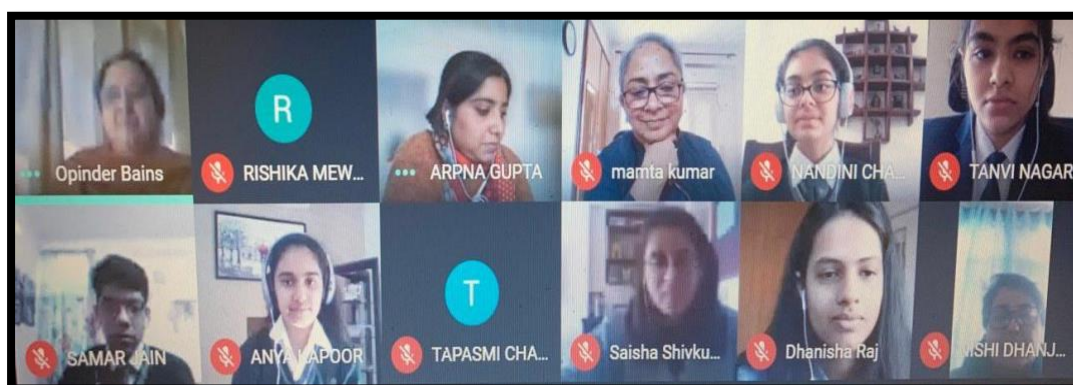 Opinder Bains
R
RISHIKA MEW...
ARPNA GUPTA
mamta kumar
NANDINI CHA...
TANVI NAGAR
SAMAR JAIN
ANYA KAPOOR
T
TAPASMI CHA...
Saisha Shivku...
Dhanisha Raj
NISHI DHANJ...